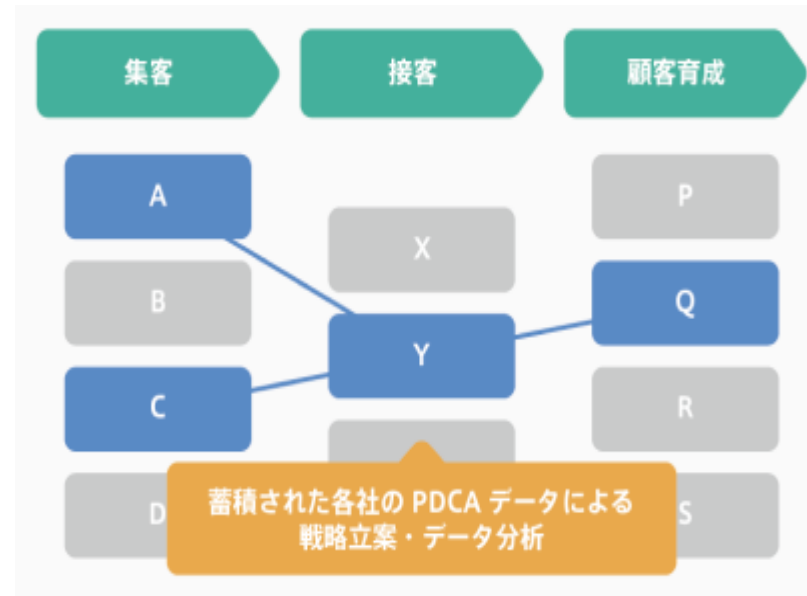 集客
接客
顧客育成
A
B
C
D
X
Y
P
Q
R
S
蓄積された各社の PDCA データによる
戦略立案・データ分析